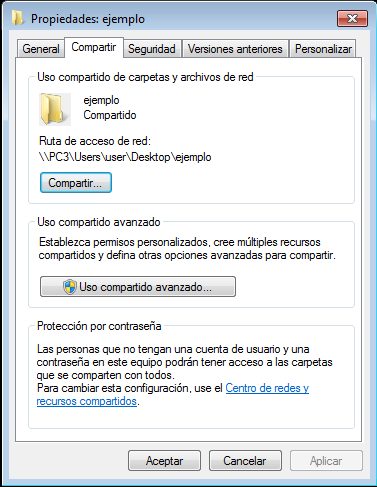 Propiedades: ejemplo
General
Compartir
Seguridad
Versiones anteriores
Personalizar
Uso compartido de carpetas y archivos de red
ejemplo
Compartido
Ruta de acceso de red:
\\PC3\Users\user\Desktop\ejemplo
Compartir...
Uso compartido avanzado
Establezca permisos personalizados, cree múltiples recursos
compartidos y defina otras opciones avanzadas para compartir.
Uso compartido avanzado...
Protección por contraseña
Las personas que no tengan una cuenta de usuario y una
contraseña en este equipo podrán tener acceso a las carpetas
que se comparten con todos.
Para cambiar esta configuración, use el Centro de redes y
recursos compartidos.
Aceptar
Cancelar
Aplicar